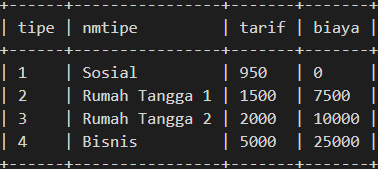 +------+----------------+-------+-------+
| tipe | nmtipe | tarif | biaya |
+------+----------------+-------+-------+
| 1 | Sosial | 950 | 0 |
| 2 | Rumah Tangga 1 | 1500 | 7500 |
| 3 | Rumah Tangga 2 | 2000 | 10000 |
| 4 | Bisnis | 5000 | 25000 |
+------+----------------+-------+-------+